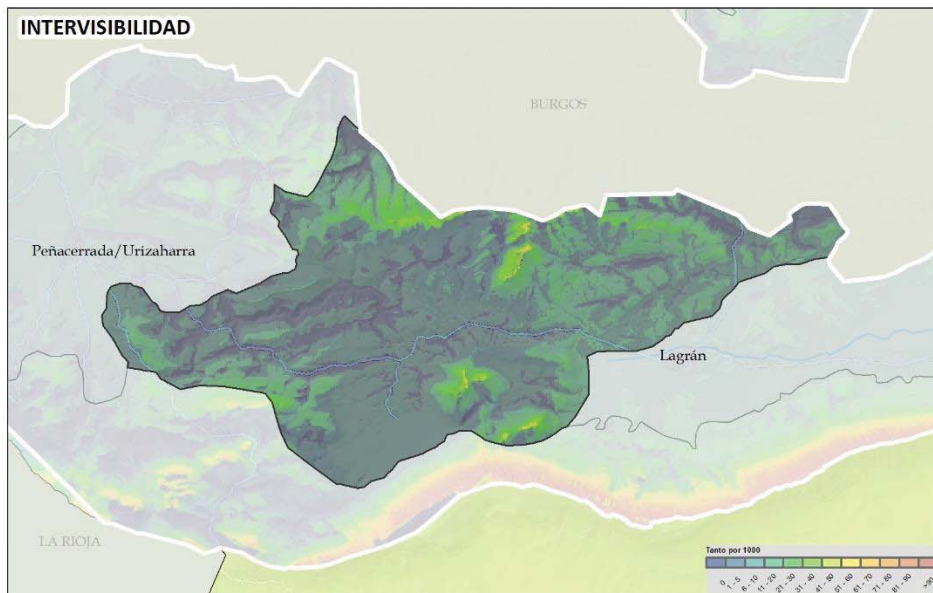 INTERVISIBILIDAD
BURGOS
Peñacerrada/Urizaharra
Lagrán
LA RIOJA
Tanto por 1000
0
1 - 5
6 - 10
11 - 20
21 - 30
31 - 40
41 - 50
51 - 60
61 - 70
71 - 80
81 - 90
>90